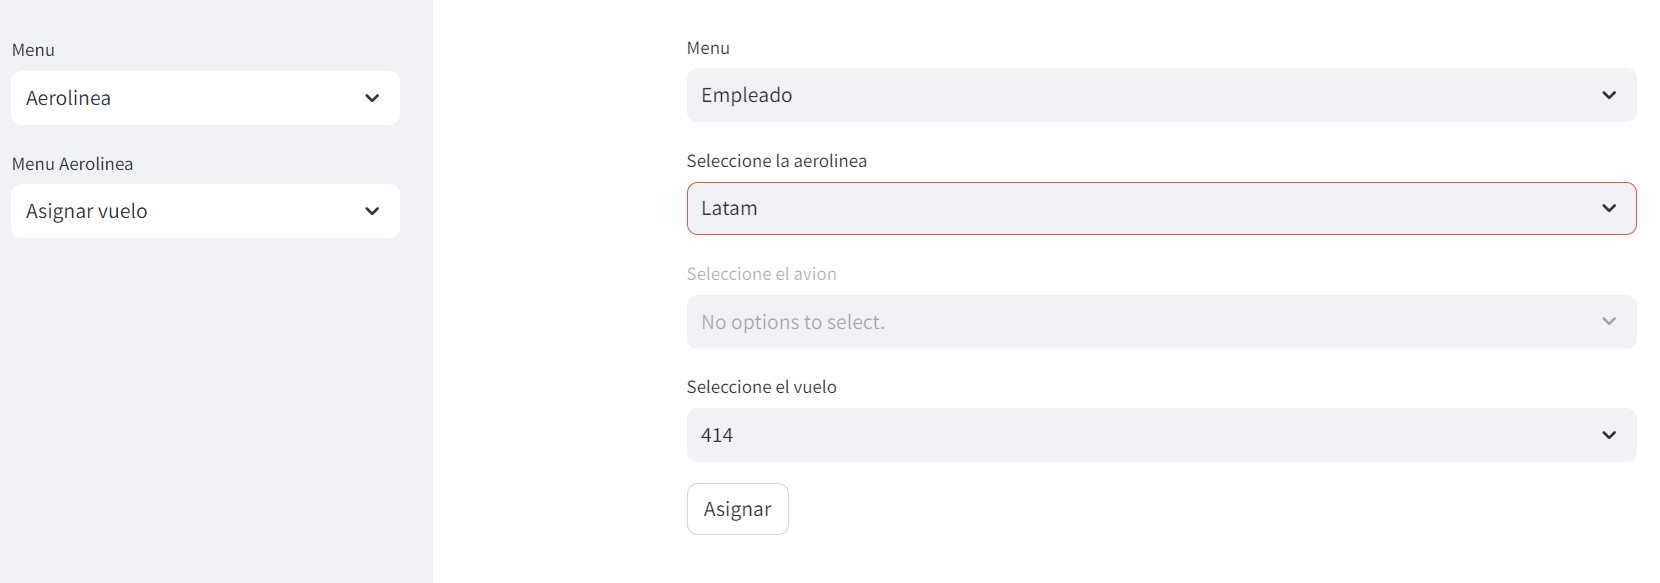 Menu
Aerolinea
Menu Aerolinea
Asignar vuelo
Menu
Empleado
Seleccione la aerolinea
Latam
Seleccione el avion
No options to select.
Seleccione el vuelo
414
Asignar